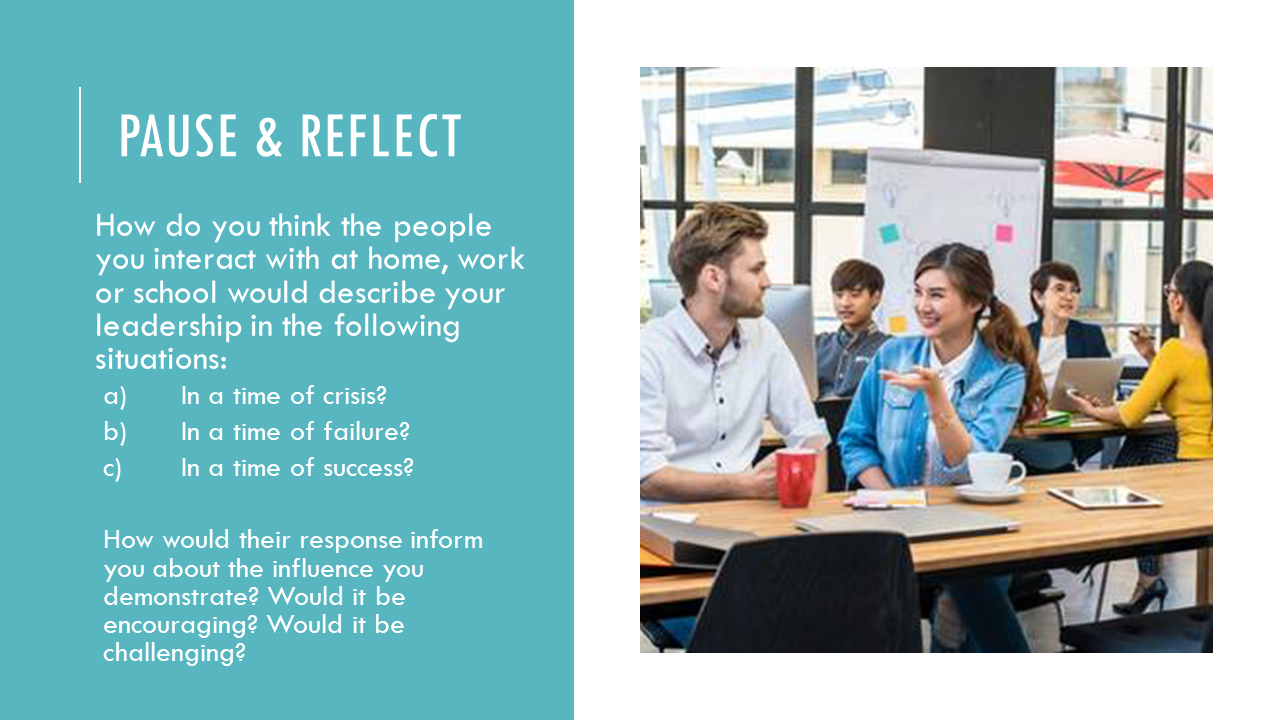 PAUSE & REFLECT
How do you think the people
you interact with at home, work
or school would describe your
leadership in the following
situations:
a) In a time of crisis?
b) In a time of failure?
c) In a time of success?
How would their response inform
you about the influence you
demonstrate? Would it be
encouraging? Would it be
challenging?